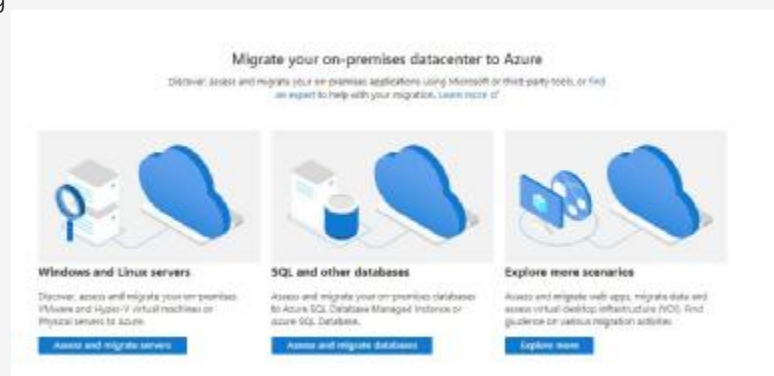 Migrate your on-premises datacenter to Azure
Discover, assess and migrate your on-premises applications using Microsoft or third-party tools, or find
an expert to help with your migration. Learn more
Windows and Linux servers
Discover, assess and migrate your on-premises
VMware and Hyper-V virtual machines or
Physical servers to Azure.
Assess and migrate servers
SQL and other databases
Assess and migrate your on-premises databases
to Azure SQL Database Managed Instance or
Azure SQL Database.
Assess and migrate databases
Explore more scenarios
Assess and migrate web apps, migrate data and
assess virtual desktop infrastructure (VDI). Find
guidance on various migration activities
Explore more